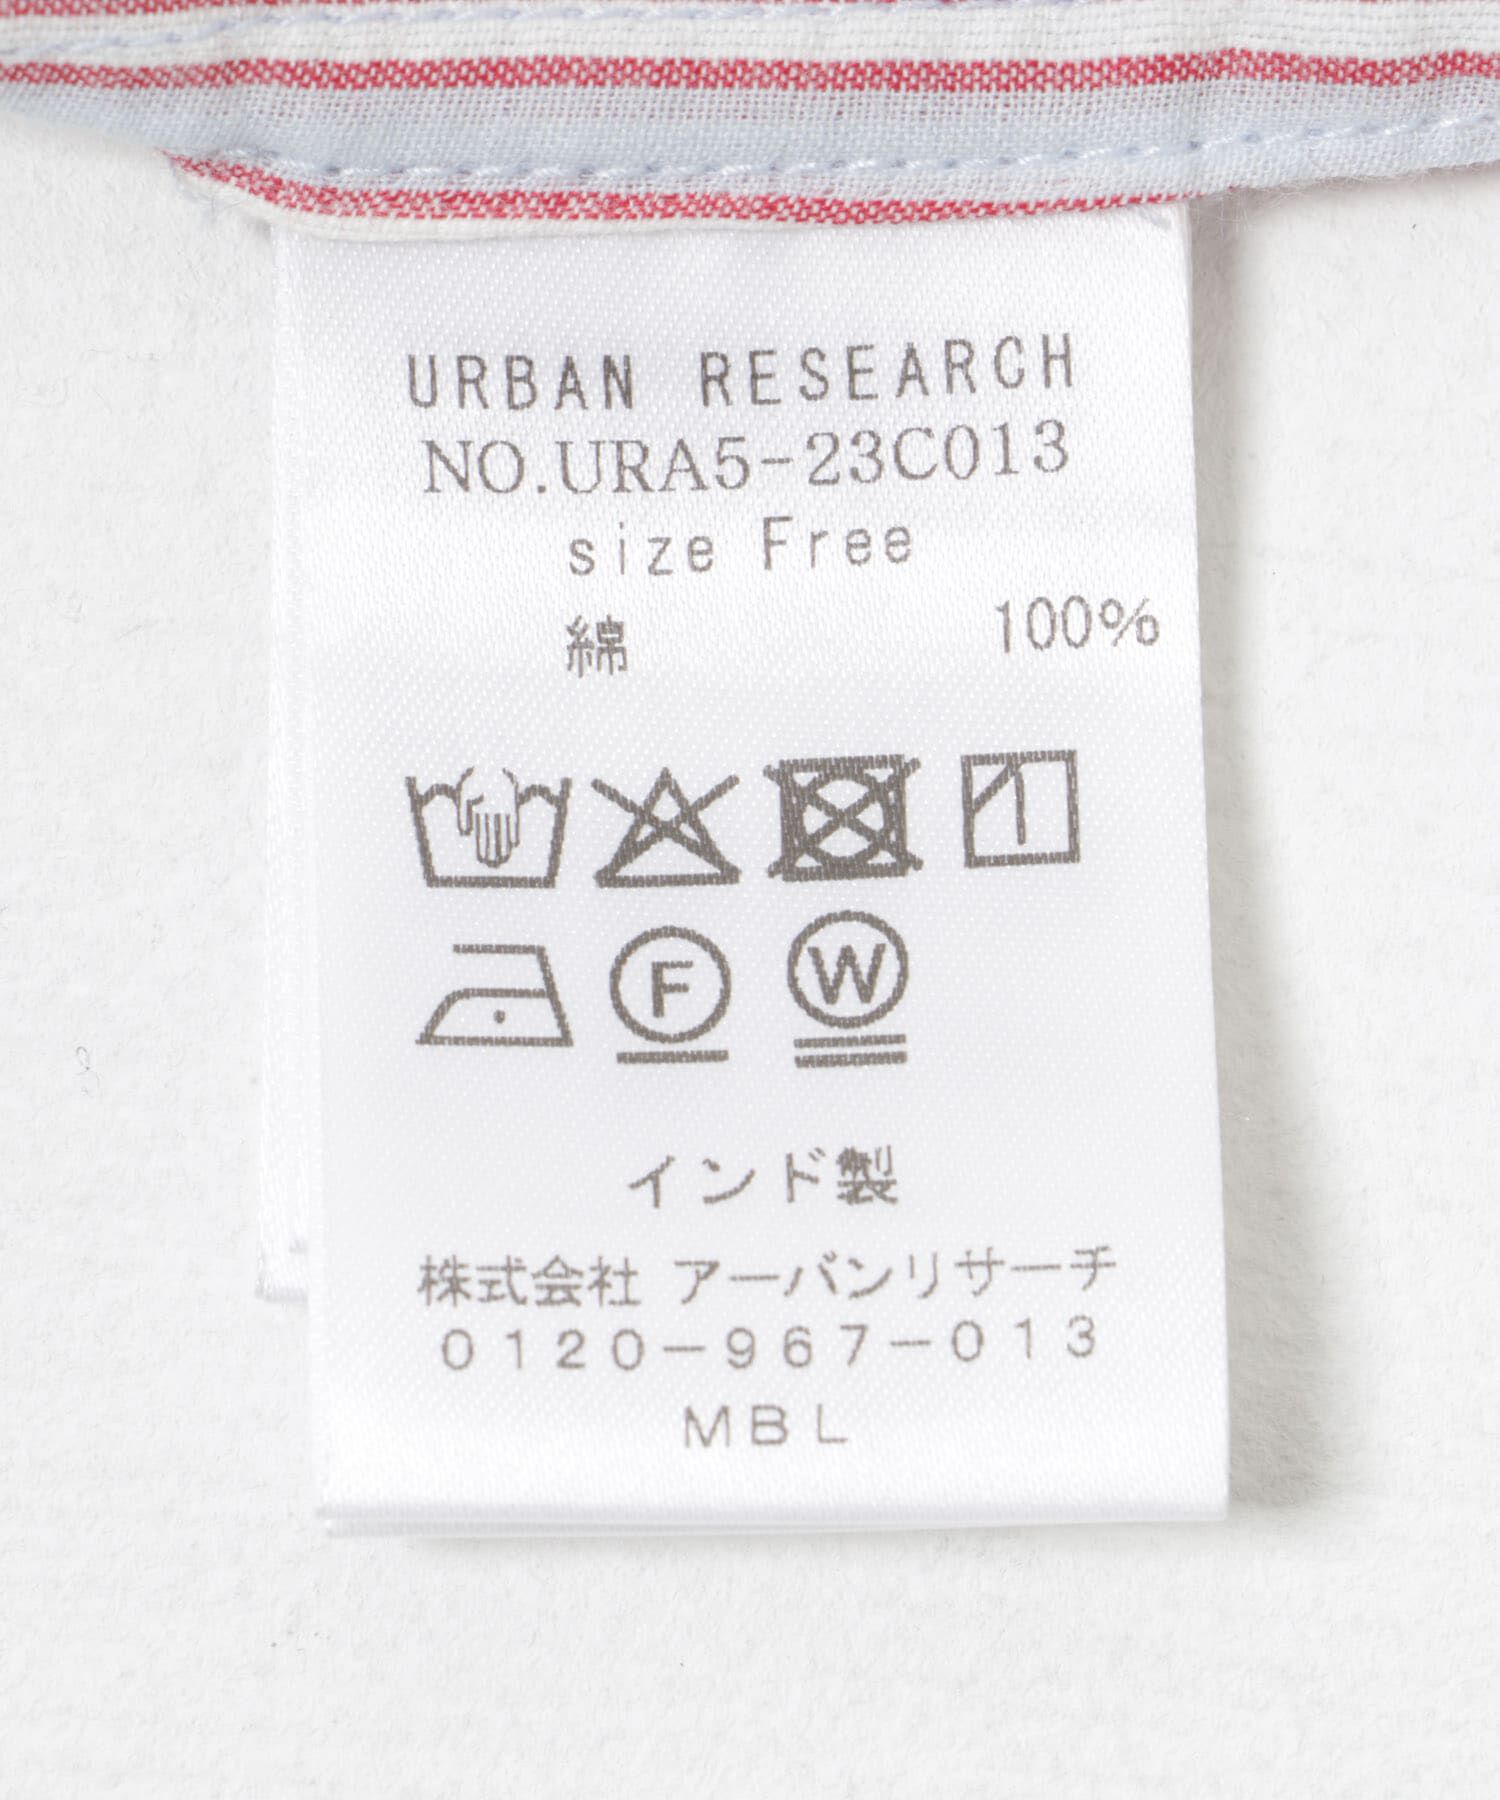 URBAN RESEARCH
NO.URA5-23C013
size Free
綿 100%
F W
インド製
株式会社 アーバンリサーチ
0120-967-013
MBL